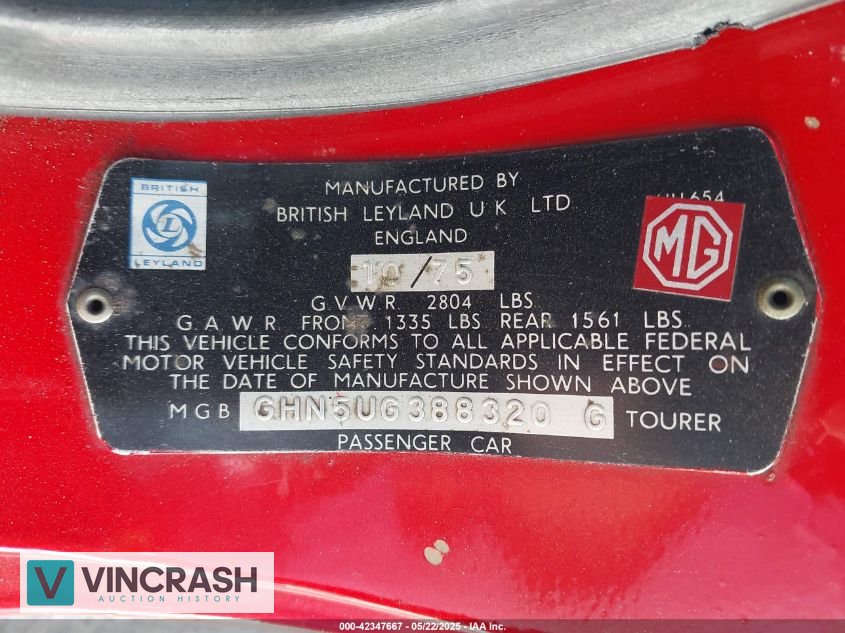 BRITISH
L
LEYLAND
MANUFACTURED BY
BRITISH LEYLAND U K LTD
ENGLAND
654
MG
10/75
G.V.W.R 2804 LBS
G A W R FRONT 1335 LBS REAR 1561 LBS
THIS VEHICLE CONFORMS TO ALL APPLICABLE FEDERAL
MOTOR VEHICLE SAFETY STANDARDS IN EFFECT ON
THE DATE OF MANUFACTURE SHOWN ABOVE
MGB GHN5UG388320 G TOURER
PASSENGER CAR
V VINCRASH
AUCTION HISTORY
000-42347667 - 05/22/2025 - IAA Inc.